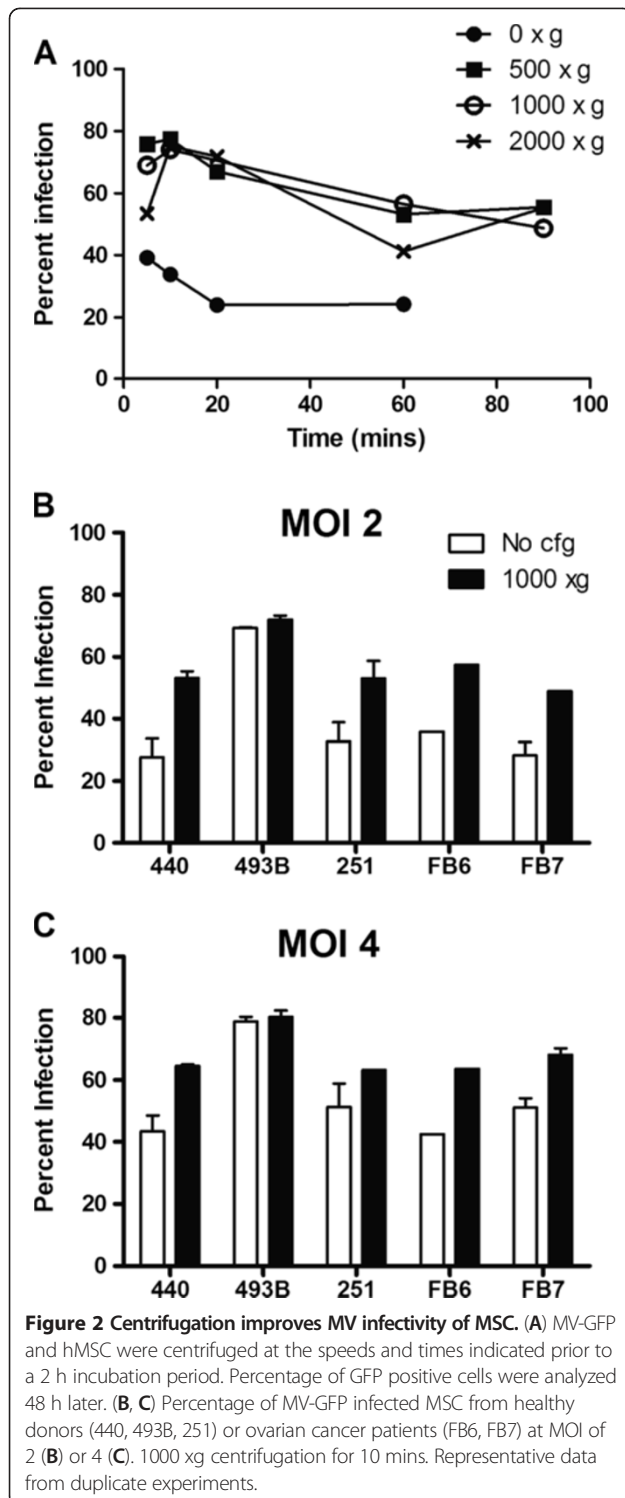 A
0 x g
500 x g
1000 x g
2000 x g
100
80
60
40
20
0
Percent infection
0 20 40 60 80 100
Time (mins)
B
MOI 2
No cfg
1000 xg
100
80
60
40
20
0
Percent Infection
440 493B 251 FB6 FB7
C
MOI 4
100
80
60
40
20
0
Percent Infection
440 493B 251 FB6 FB7
Figure 2 Centrifugation improves MV infectivity of MSC. (A) MV-GFP
and hMSC were centrifuged at the speeds and times indicated prior to
a 2 h incubation period. Percentage of GFP positive cells were analyzed
48 h later. (B, C) Percentage of MV-GFP infected MSC from healthy
donors (440, 493B, 251) or ovarian cancer patients (FB6, FB7) at MOI of
2 (B) or 4 (C). 1000 xg centrifugation for 10 mins. Representative data
from duplicate experiments.